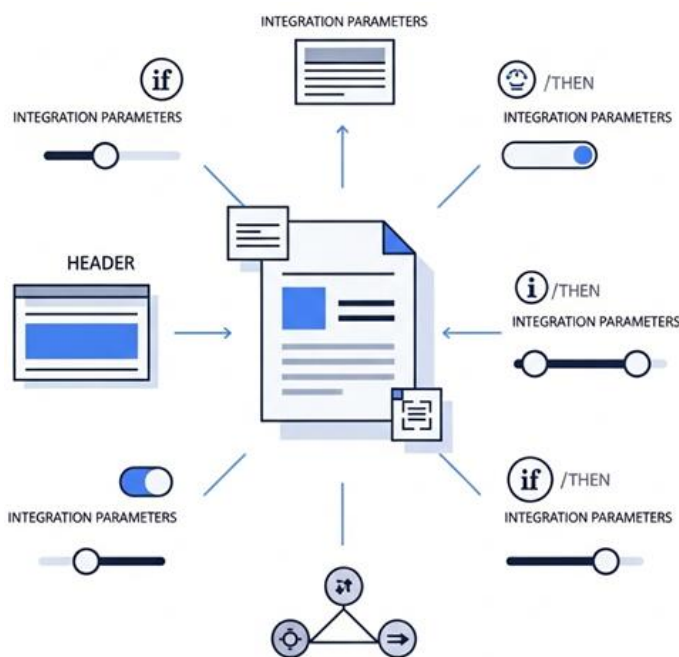 INTEGRATION PARAMETERS
if
INTEGRATION PARAMETERS
/THEN
INTEGRATION PARAMETERS
HEADER
i /THEN
INTEGRATION PARAMETERS
INTEGRATION PARAMETERS
if /THEN
INTEGRATION PARAMETERS